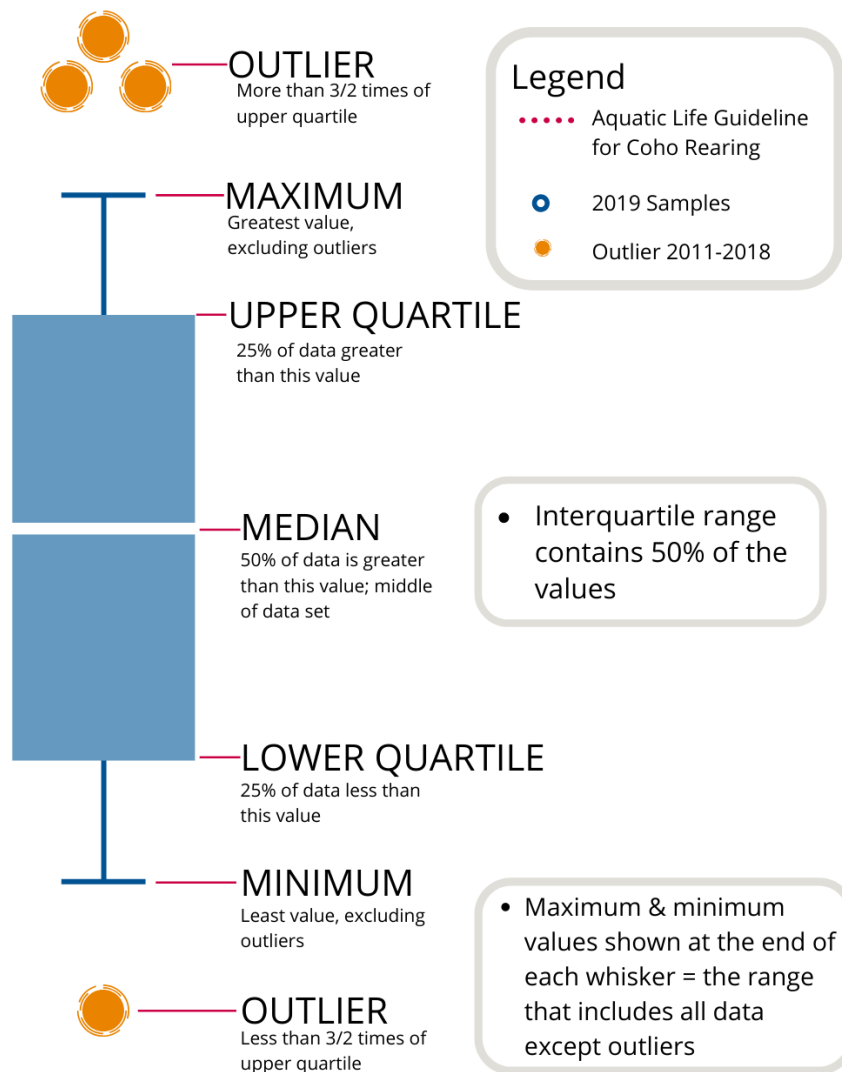 OUTLIER
More than 3/2 times of
upper quartile
Legend
Aquatic Life Guideline
for Coho Rearing
2019 Samples
Outlier 2011-2018
MAXIMUM
Greatest value,
excluding outliers
UPPER QUARTILE
25% of data greater
than this value
MEDIAN
50% of data is greater
than this value; middle
of data set
• Interquartile range
contains 50% of the
values
LOWER QUARTILE
25% of data less than
this value
MINIMUM
Least value, excluding
outliers
• Maximum & minimum
values shown at the end of
each whisker = the range
that includes all data
except outliers
OUTLIER
Less than 3/2 times of
upper quartile